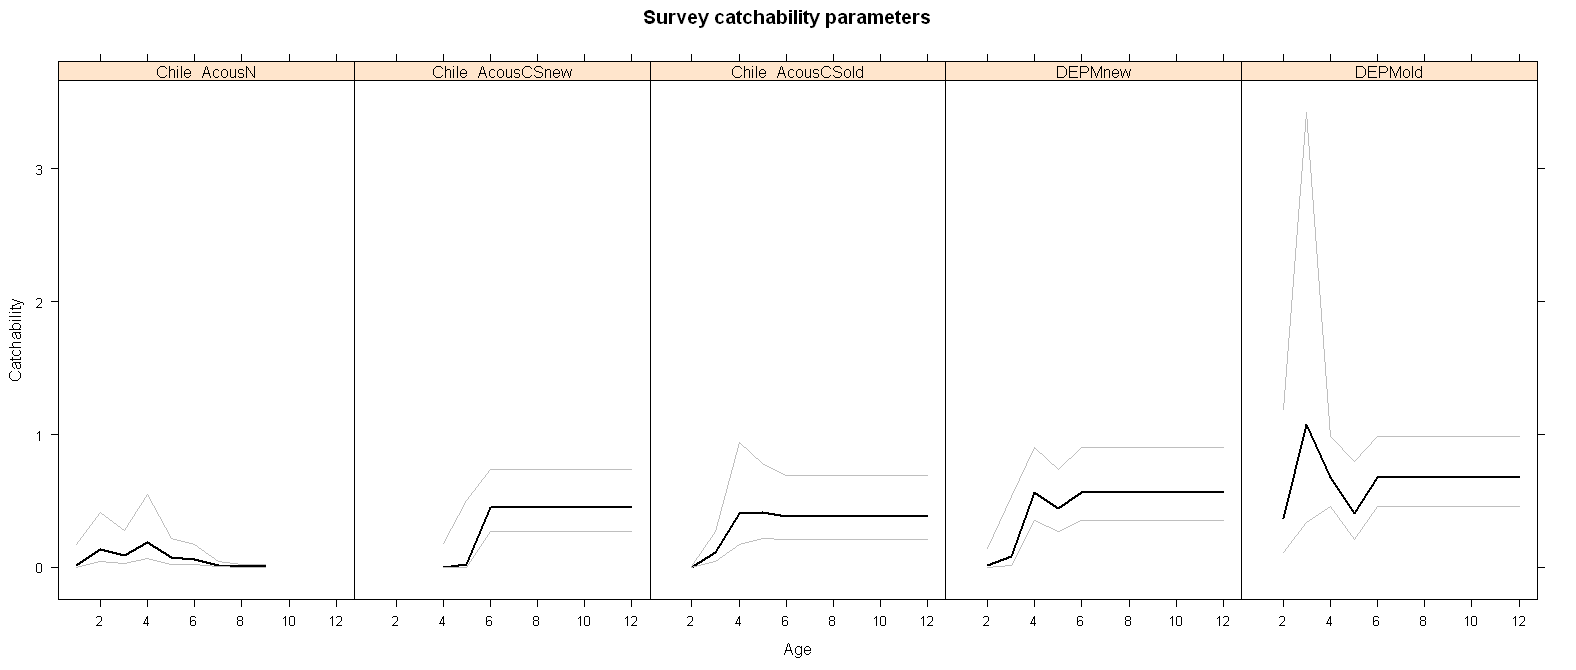 Survey catchability parameters
Chile_AcousN Chile_AcousCSnew Chile_AcousCSold DEPMnew DEPMold
3
2
1
0
Catchability
2 4 6 8 10 12 2 4 6 8 10 12 2 4 6 8 10 12 2 4 6 8 10 12 2 4 6 8 10 12
Age